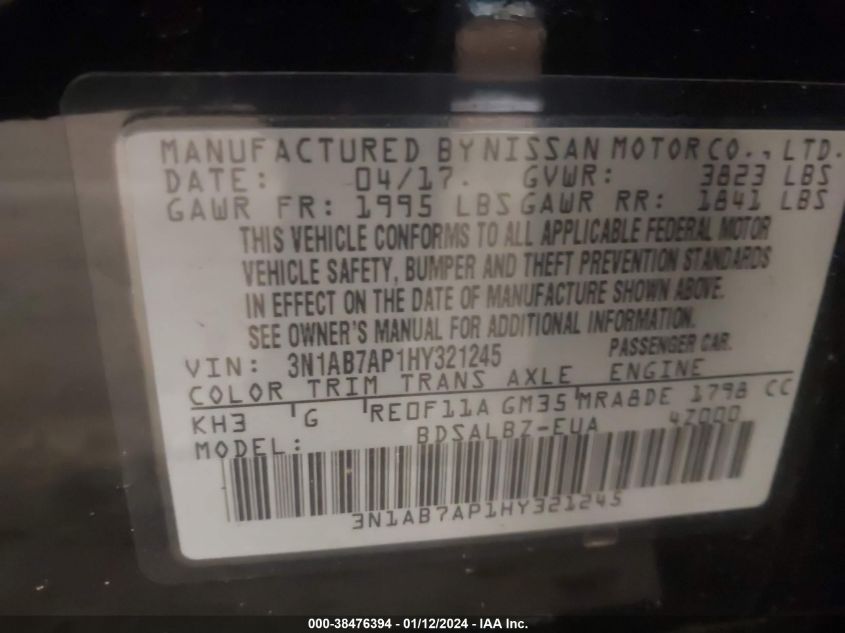 MANUFACTURED BY NISSAN MOTOR CO., LTD.
DATE: 04/17. GVWR: 3823 LBS
GAWR FR: 1995 LBS GAWR RR: 1841 LBS
THIS VEHICLE CONFORMS TO ALL APPLICABLE FEDERAL MOTOR
VEHICLE SAFETY, BUMPER AND THEFT PREVENTION STANDARDS
IN EFFECT ON THE DATE OF MANUFACTURE SHOWN ABOVE.
SEE OWNER'S MANUAL FOR ADDITIONAL INFORMATION.
VIN: 3N1AB7AP1HY321245 PASSENGER CAR.
COLOR TRIM TRANS AXLE ENGINE
KH3 G RE0F11A GM35 MRA8DE 1798 CC
MODEL: BDSALBZ-EUA 4Z000
3N1AB7AP1HY321245
000-38476394 - 01/12/2024 - IAA Inc.